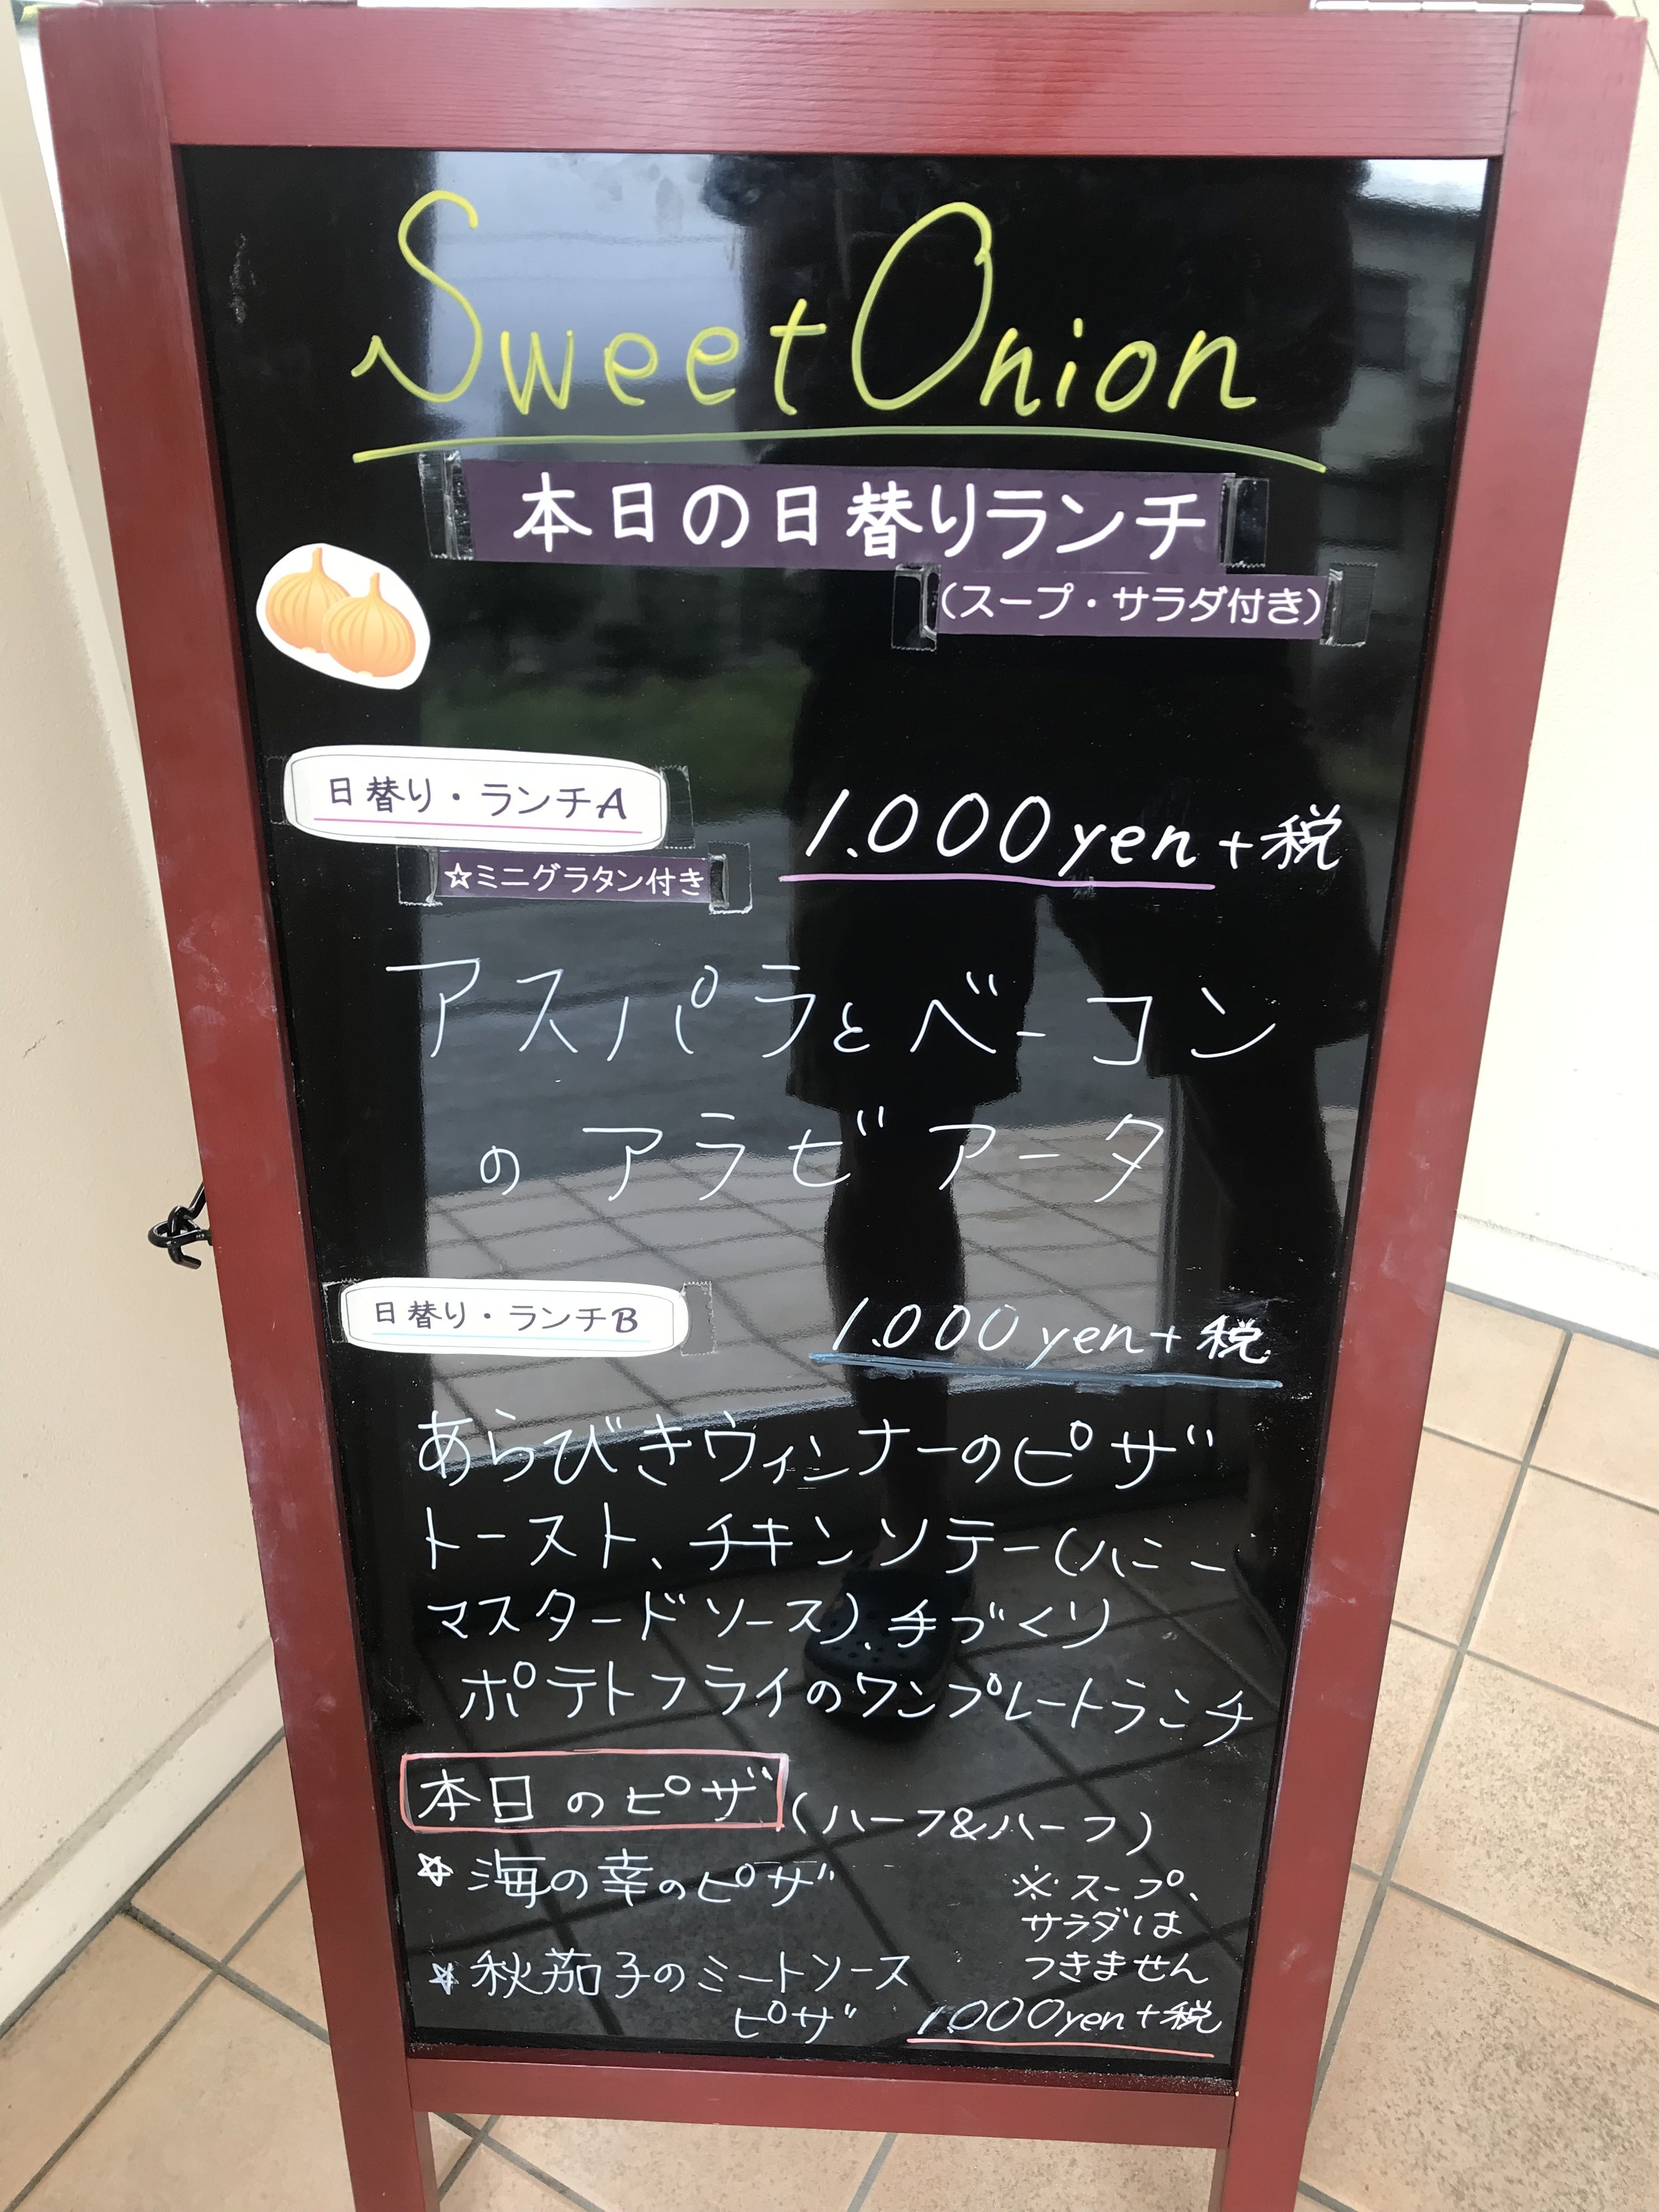 Sweet Onion
本日の日替りランチ
(スープ・サラダ付き)
日替り・ランチA
1.000yen+税
☆ミニグラタン付き
アスパラとベーコン
のアラビアータ
日替り・ランチB
1.000yen+税
あらびきウィンナーのピザ
トースト、チキンソテー(ハニー
マスタードソース)、手づくり
ポテトフライのワンプレートランチ
本日のピザ(ハーフ&ハーフ)
☆海の幸のピザ
☆秋茄子のミートソース
ピザ
※スープ、
サラダは
つきません
1.000yen+税